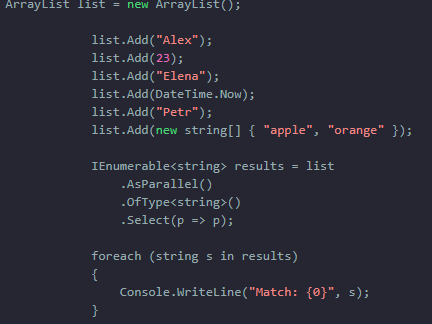 ArrayList list = new ArrayList();
list.Add("Alex");
list.Add(23);
list.Add("Elena");
list.Add(DateTime.Now);
list.Add("Petr");
list.Add(new string[] { "apple", "orange" });
IEnumerable<string> results = list
.AsParallel()
.OfType<string>()
.Select(p => p);
foreach (string s in results)
{
Console.WriteLine("Match: {0}", s);
}